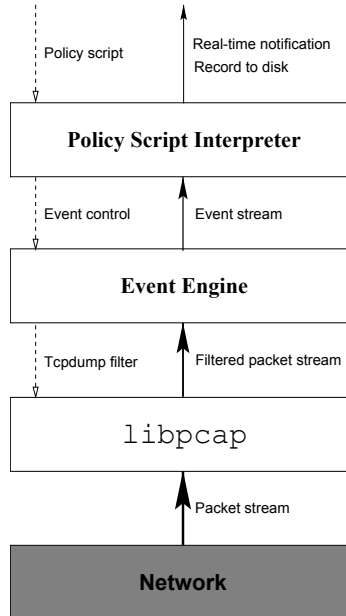 Policy script
Real-time notification
Record to disk
Policy Script Interpreter
Event control
Event stream
Event Engine
Tcpdump filter
Filtered packet stream
libpcap
Packet stream
Network